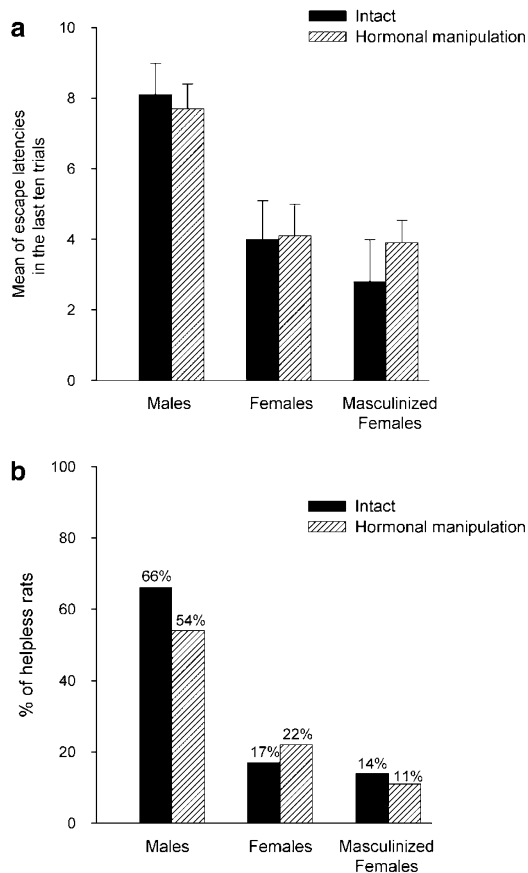 a
Intact
Hormonal manipulation
Mean of escape latencies
in the last ten trials
10
8
6
4
2
0
Males
Females
Masculinized
Females
b
Intact
Hormonal manipulation
% of helpless rats
100
80
60
40
20
0
66%
54%
17%
22%
14%
11%
Males
Females
Masculinized
Females